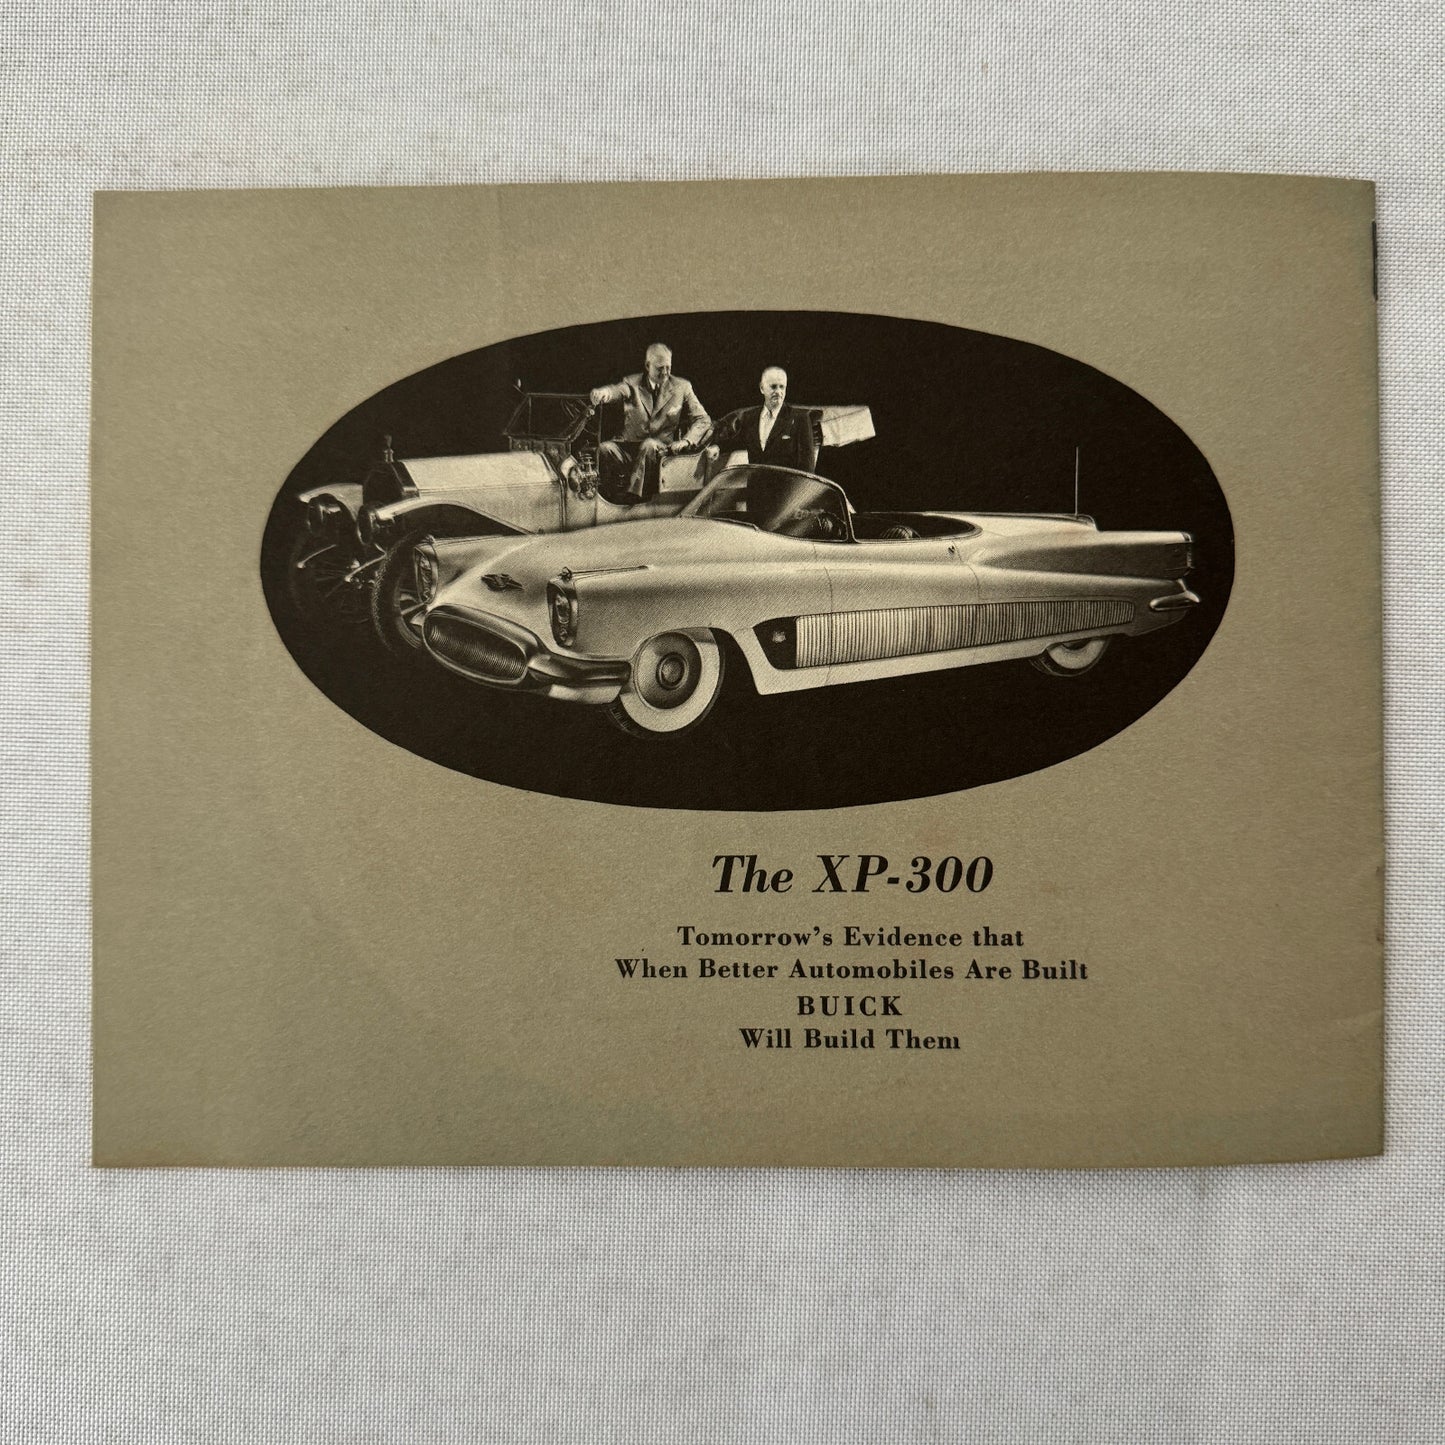 The XP-300
Tomorrow's Evidence that
When Better Automobiles Are Built
BUICK
Will Build Them